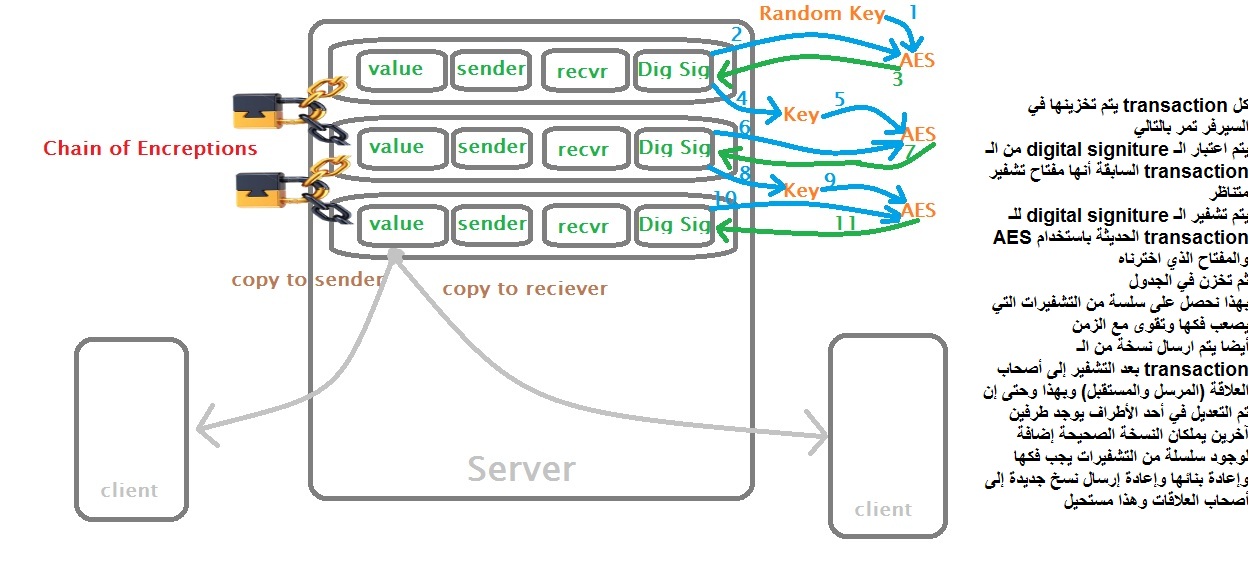 Random Key
1
2
value
sender
recvr
Dig Sig
AES
3
4
Key
5
Chain of Encreptions
value
sender
recvr
Dig Sig
6
AES
7
8
Key
9
value
sender
recvr
Dig Sig
10
AES
11
copy to sender
copy to reciever
Server
client
client
كل transaction يتم تخزينها في
السيرفر تمر بالتالي
يتم اعتبار الـ digital signiture من الـ
transaction السابقة أنها مفتاح تشفير
متناظر
يتم تشفير الـ digital signiture للـ
transaction الحديثة باستخدام AES
والمفتاح الذي اخترناه
ثم تخزن في الجدول
بهذا نحصل على سلسة من التشفيرات التي
يصعب فكها وتقوى مع الزمن
أيضا يتم ارسال نسخة من الـ
transaction بعد التشفير إلى أصحاب
العلاقة (المرسل والمستقبل) وبهذا وحتى إن
تم التعديل في أحد الأطراف يوجد طرفين
آخرين يملكان النسخة الصحيحة إضافة
لوجود سلسلة من التشفيرات يجب فكها
وإعادة بنائها وإعادة إرسال نسخ جديدة إلى
أصحاب العلاقات وهذا مستحيل